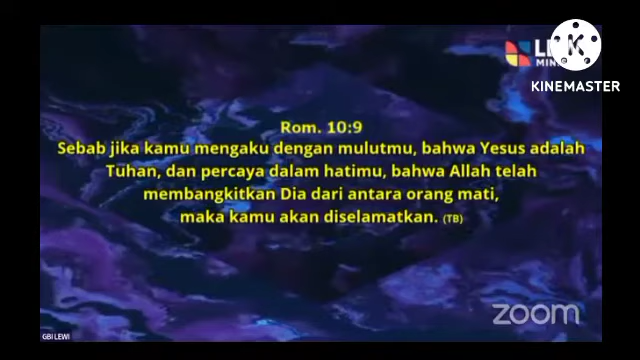 KINEMASTER
Rom. 10:9
Sebab jika kamu mengaku dengan mulutmu, bahwa Yesus adalah
Tuhan, dan percaya dalam hatimu, bahwa Allah telah
membangkitkan Dia dari antara orang mati,
maka kamu akan diselamatkan. (TB)
zoom
GBI LEWI